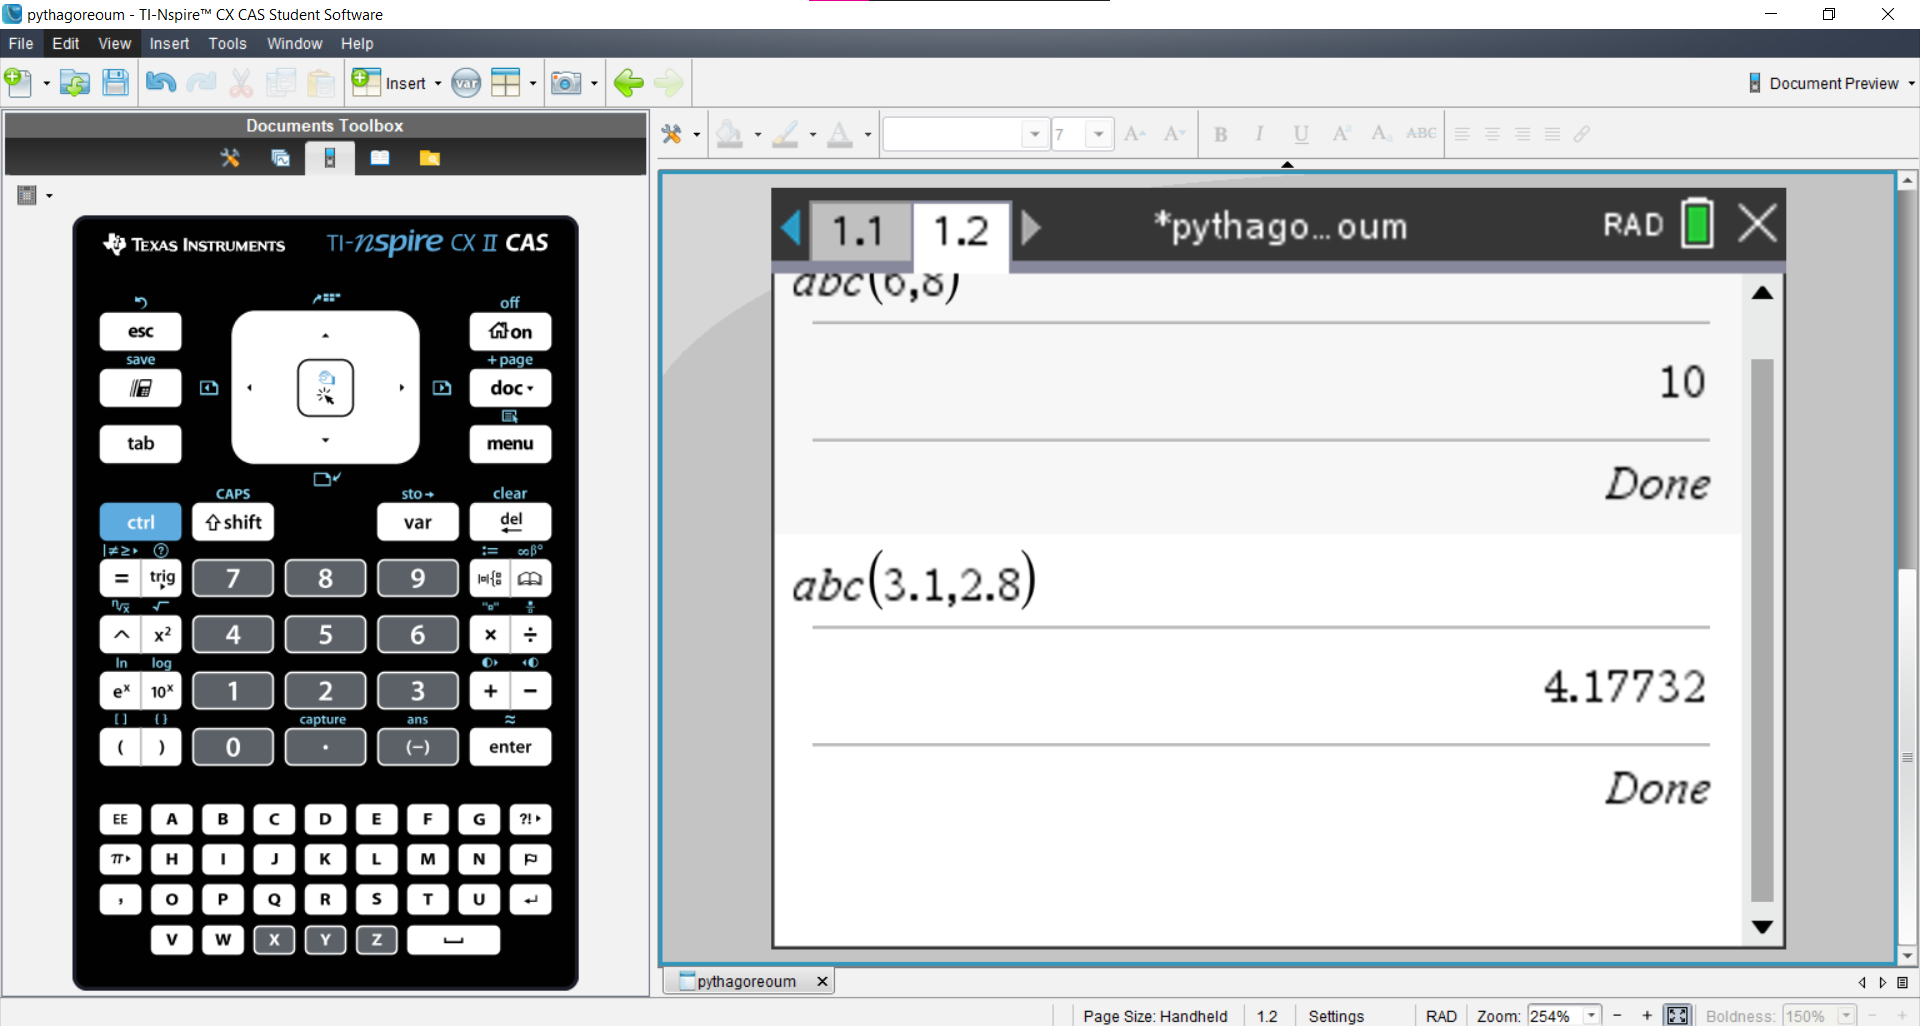 pythagoreoum - TI-Nspire™ CX CAS Student Software
File Edit View Insert Tools Window Help
Insert var Document Preview
Documents Toolbox
7 A A B I U A A ABC
TEXAS INSTRUMENTS TI-nspire CX II CAS
1.1 1.2 *pythago...oum RAD
abc(6,8)
10
Done
abc(3.1,2.8)
4.17732
Done
off
esc on
save + page
doc
tab menu
CAPS sto→ clear
ctrl shift var del
|≠≥▸ ? := ∞β°
= trig 7 8 9 |□|{
ⁿ√x √ "□"
^ x² 4 5 6 × ÷
ln log
eˣ 10ˣ 1 2 3 + −
[ ] { } capture ans ≈
( ) 0 . (−) enter
EE A B C D E F G ?!▸
π▸ H I J K L M N
, O P Q R S T U
V W X Y Z
pythagoreoum
Page Size: Handheld 1.2 Settings RAD Zoom: 254% − + Boldness: 150% − +